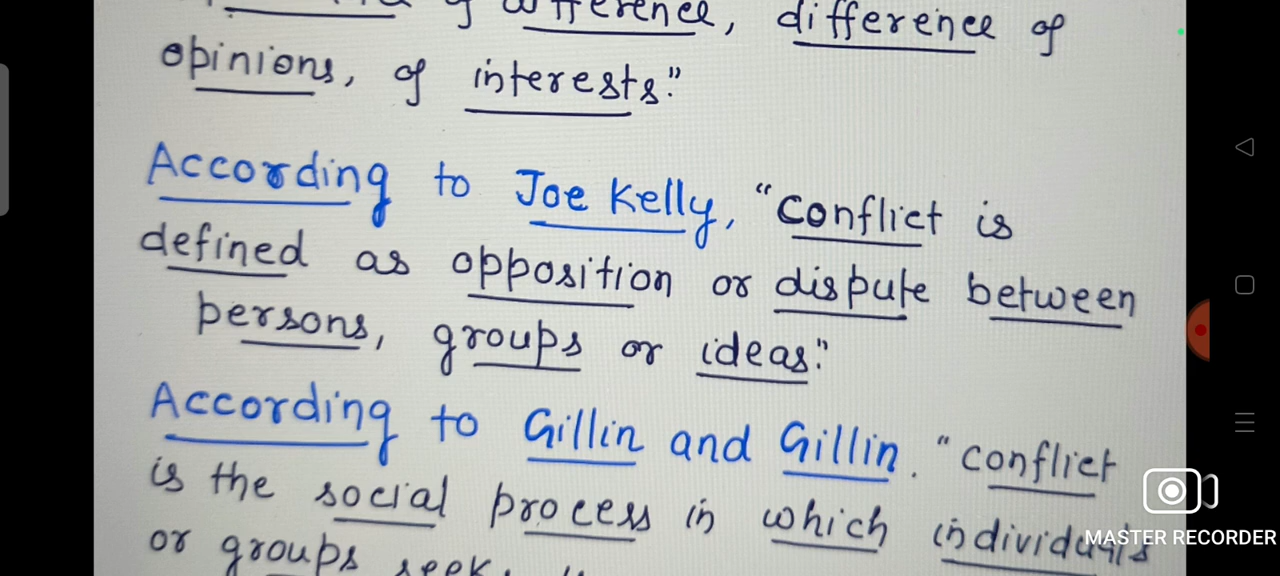 of difference, difference of
opinions, of interests."
According to Joe Kelly, "Conflict is
defined as opposition or dispute between
persons, groups or ideas."
According to Gillin and Gillin. "Conflict
is the social process in which individuals
or groups seek
MASTER RECORDER